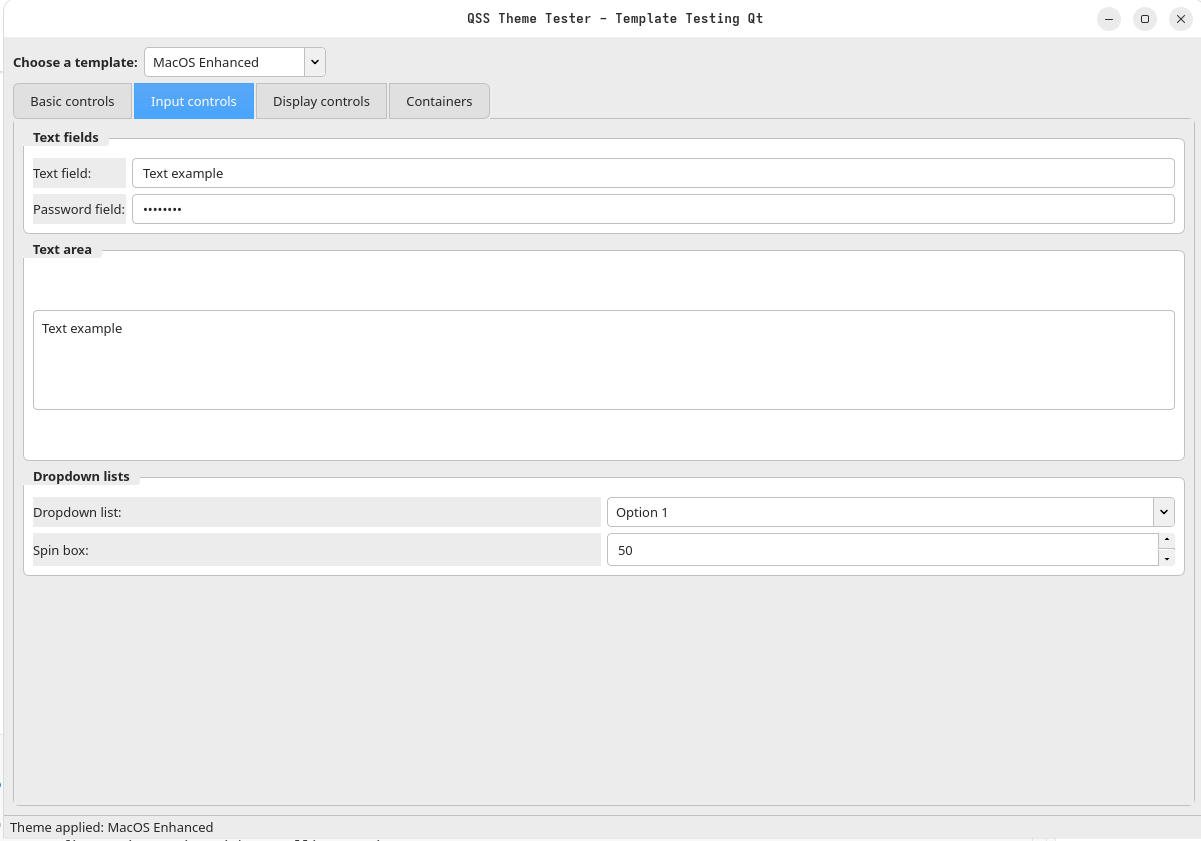 QSS Theme Tester - Template Testing Qt
Choose a template: MacOS Enhanced
Basic controls Input controls Display controls Containers
Text fields
Text field: Text example
Password field: ••••••••
Text area
Text example
Dropdown lists
Dropdown list: Option 1
Spin box: 50
Theme applied: MacOS Enhanced